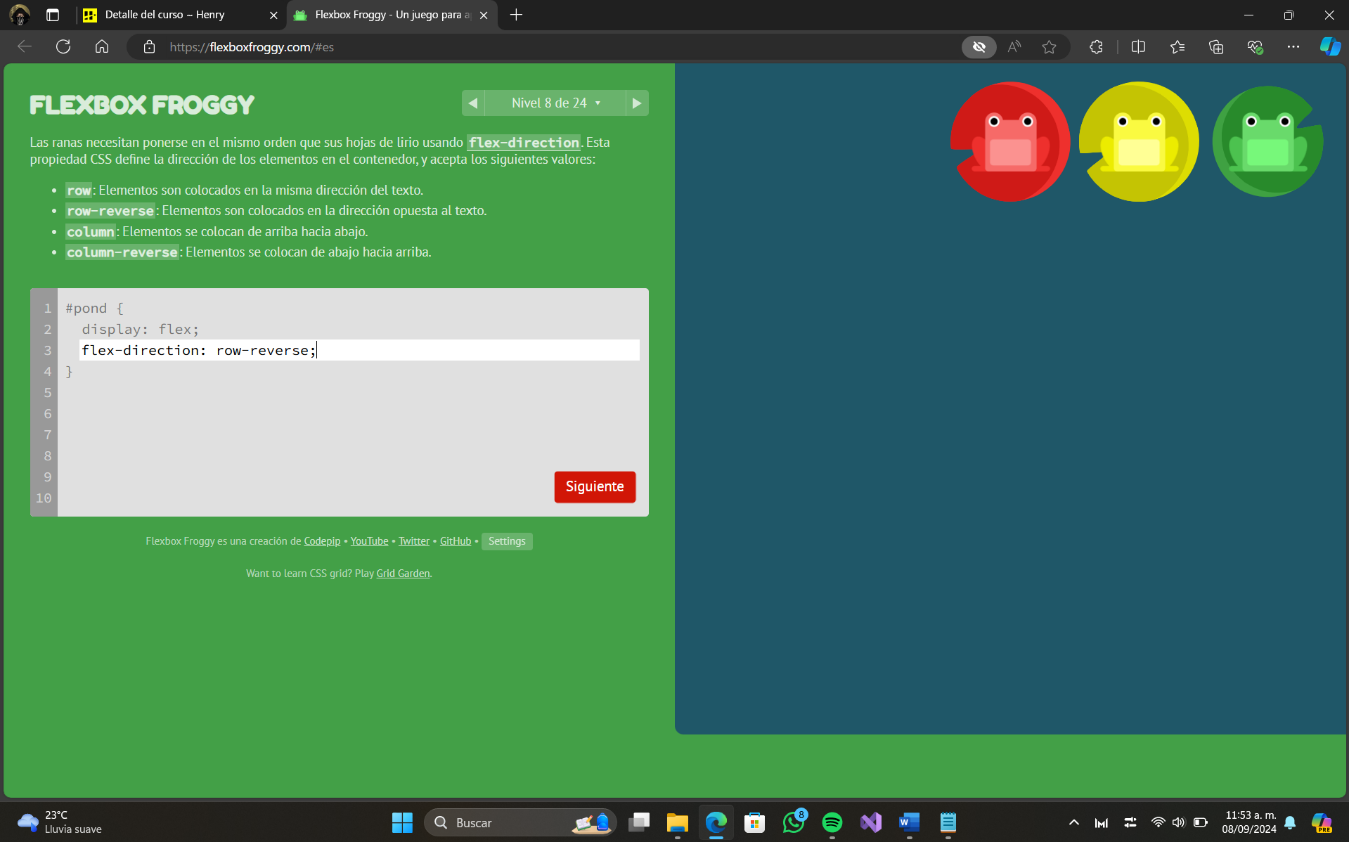 Detalle del curso – Henry
Flexbox Froggy - Un juego para a
https://flexboxfroggy.com/#es
FLEXBOX FROGGY
Nivel 8 de 24
Las ranas necesitan ponerse en el mismo orden que sus hojas de lirio usando flex-direction. Esta
propiedad CSS define la dirección de los elementos en el contenedor, y acepta los siguientes valores:
• row: Elementos son colocados en la misma dirección del texto.
• row-reverse: Elementos son colocados en la dirección opuesta al texto.
• column: Elementos se colocan de arriba hacia abajo.
• column-reverse: Elementos se colocan de abajo hacia arriba.
1 #pond {
2 display: flex;
3 flex-direction: row-reverse;
4 }
5
6
7
8
9
10
Siguiente
Flexbox Froggy es una creación de Codepip • YouTube • Twitter • GitHub • Settings
Want to learn CSS grid? Play Grid Garden.
23°C
Lluvia suave
Buscar
8
11:53 a. m.
08/09/2024
PRE